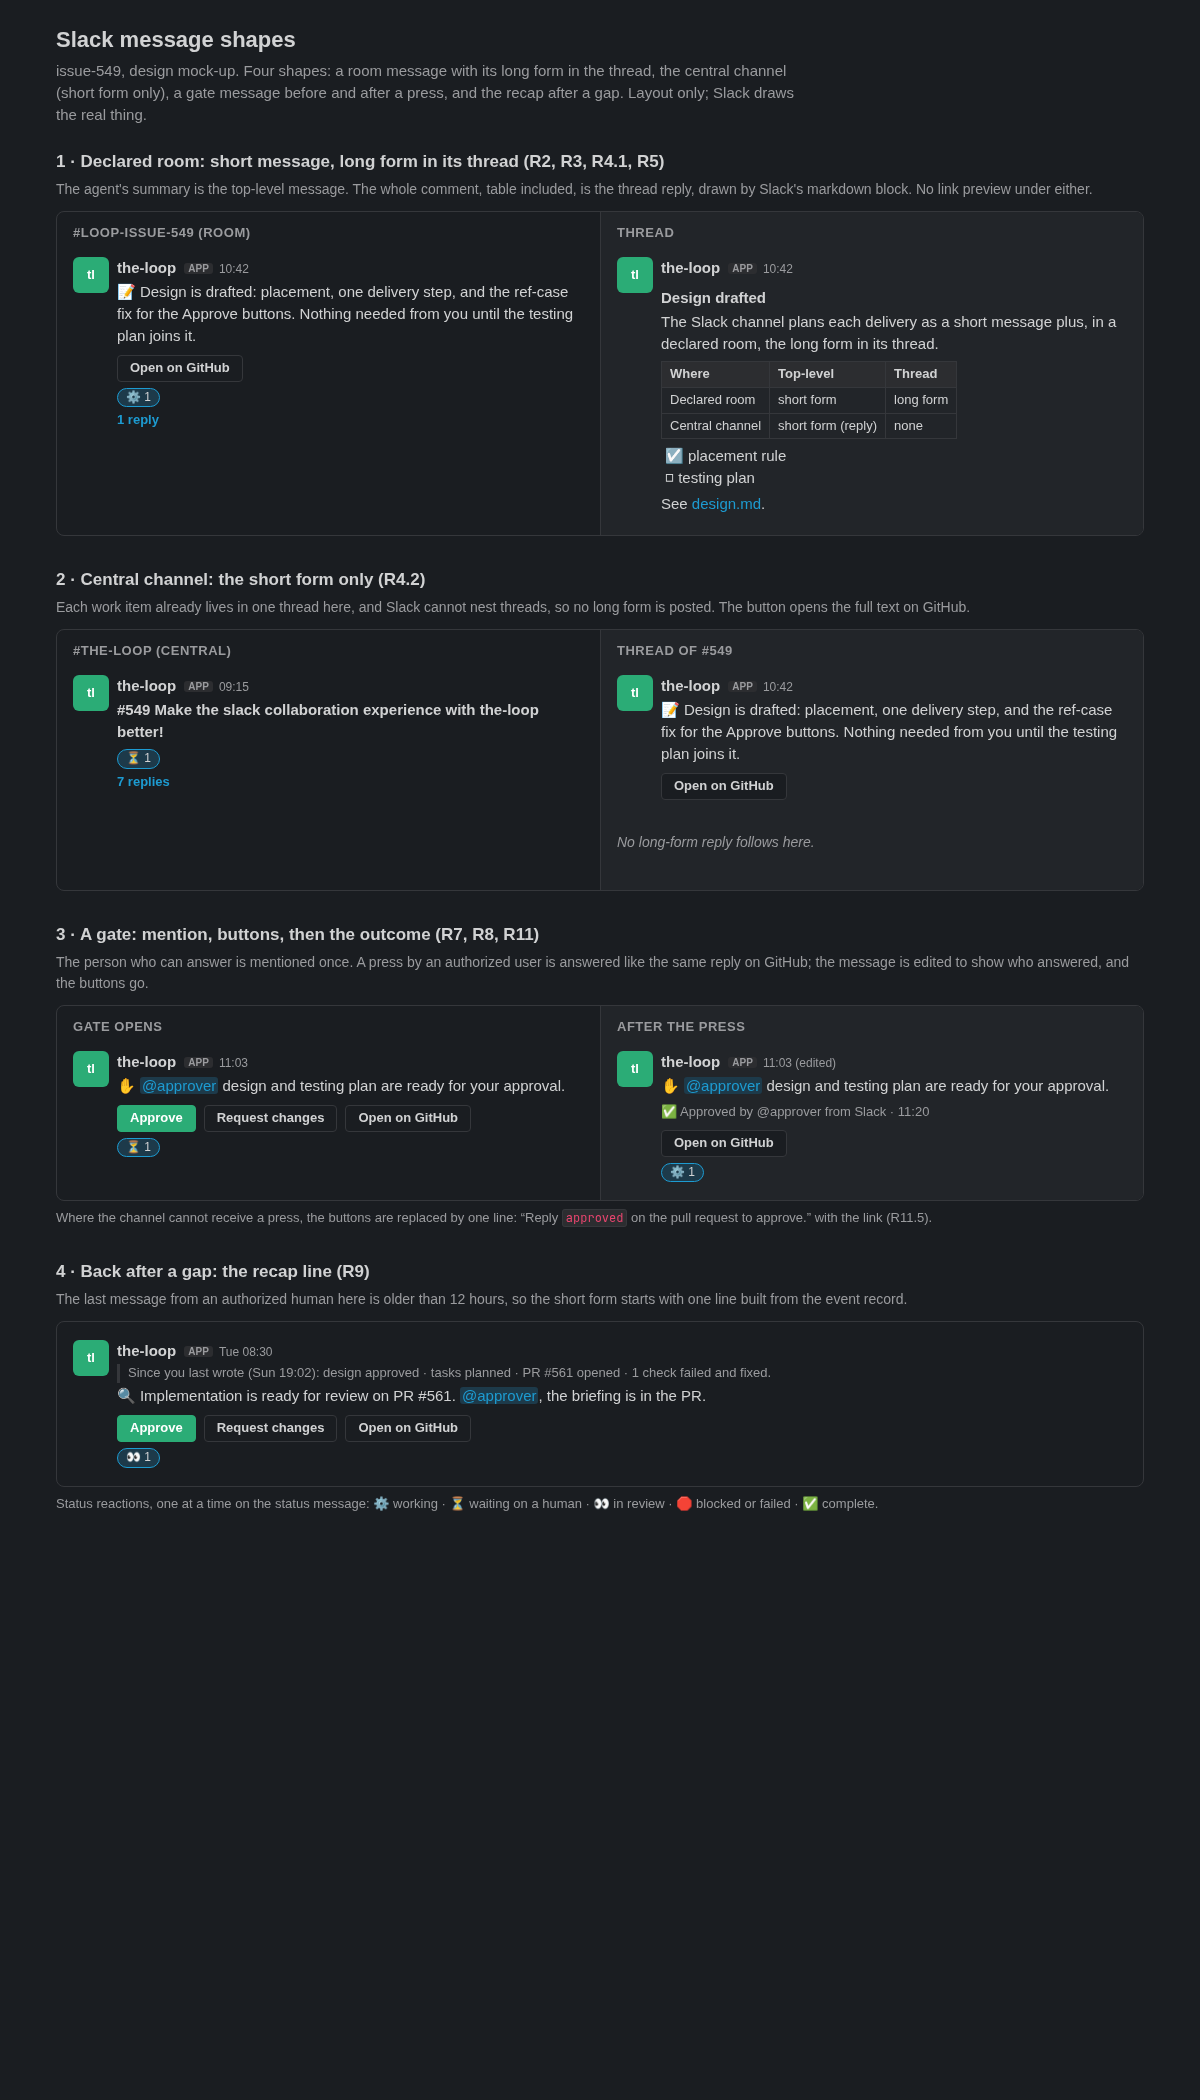 Slack message shapes
issue-549, design mock-up. Four shapes: a room message with its long form in the thread, the central channel
(short form only), a gate message before and after a press, and the recap after a gap. Layout only; Slack draws
the real thing.
1 · Declared room: short message, long form in its thread (R2, R3, R4.1, R5)
The agent's summary is the top-level message. The whole comment, table included, is the thread reply, drawn by Slack's markdown block. No link preview under either.
#LOOP-ISSUE-549 (ROOM)
tl
the-loop APP 10:42
📝 Design is drafted: placement, one delivery step, and the ref-case
fix for the Approve buttons. Nothing needed from you until the testing
plan joins it.
Open on GitHub
⚙️ 1
1 reply
THREAD
tl
the-loop APP 10:42
Design drafted
The Slack channel plans each delivery as a short message plus, in a
declared room, the long form in its thread.
Where Top-level Thread
Declared room short form long form
Central channel short form (reply) none
☑️ placement rule
◻ testing plan
See design.md.
2 · Central channel: the short form only (R4.2)
Each work item already lives in one thread here, and Slack cannot nest threads, so no long form is posted. The button opens the full text on GitHub.
#THE-LOOP (CENTRAL)
tl
the-loop APP 09:15
#549 Make the slack collaboration experience with the-loop
better!
⏳ 1
7 replies
THREAD OF #549
tl
the-loop APP 10:42
📝 Design is drafted: placement, one delivery step, and the ref-case
fix for the Approve buttons. Nothing needed from you until the testing
plan joins it.
Open on GitHub
No long-form reply follows here.
3 · A gate: mention, buttons, then the outcome (R7, R8, R11)
The person who can answer is mentioned once. A press by an authorized user is answered like the same reply on GitHub; the message is edited to show who answered, and
the buttons go.
GATE OPENS
tl
the-loop APP 11:03
✋ @approver design and testing plan are ready for your approval.
Approve Request changes Open on GitHub
⏳ 1
AFTER THE PRESS
tl
the-loop APP 11:03 (edited)
✋ @approver design and testing plan are ready for your approval.
✅ Approved by @approver from Slack · 11:20
Open on GitHub
⚙️ 1
Where the channel cannot receive a press, the buttons are replaced by one line: “Reply approved on the pull request to approve.” with the link (R11.5).
4 · Back after a gap: the recap line (R9)
The last message from an authorized human here is older than 12 hours, so the short form starts with one line built from the event record.
tl
the-loop APP Tue 08:30
Since you last wrote (Sun 19:02): design approved · tasks planned · PR #561 opened · 1 check failed and fixed.
🔍 Implementation is ready for review on PR #561. @approver, the briefing is in the PR.
Approve Request changes Open on GitHub
👀 1
Status reactions, one at a time on the status message: ⚙️ working · ⏳ waiting on a human · 👀 in review · 🛑 blocked or failed · ✅ complete.